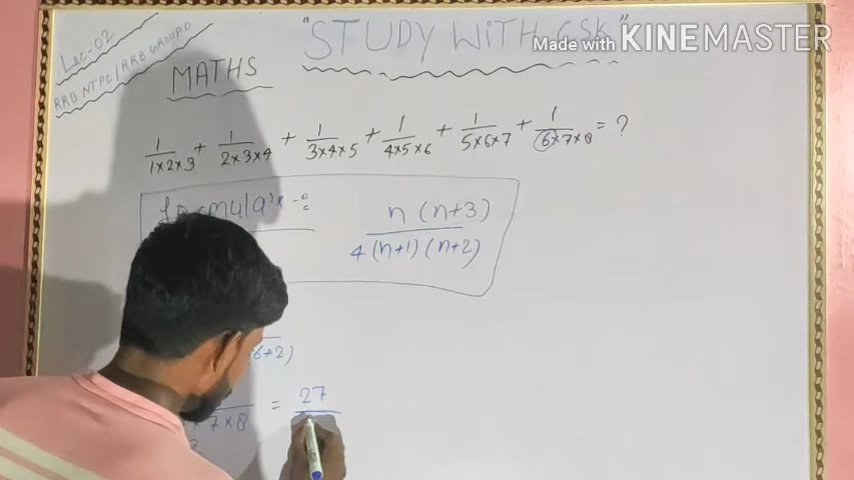 Lec-02
"STUDY WITH GSK"
Made with KINEMASTER
RRB NTPC/RRB GROUP D
MATHS
1/1×2×3 + 1/2×3×4 + 1/3×4×5 + 1/4×5×6 + 1/5×6×7 + 1/6×7×8 = ?
n(n+3)/4(n+1)(n+2)
6+2)
×7×8 = 27